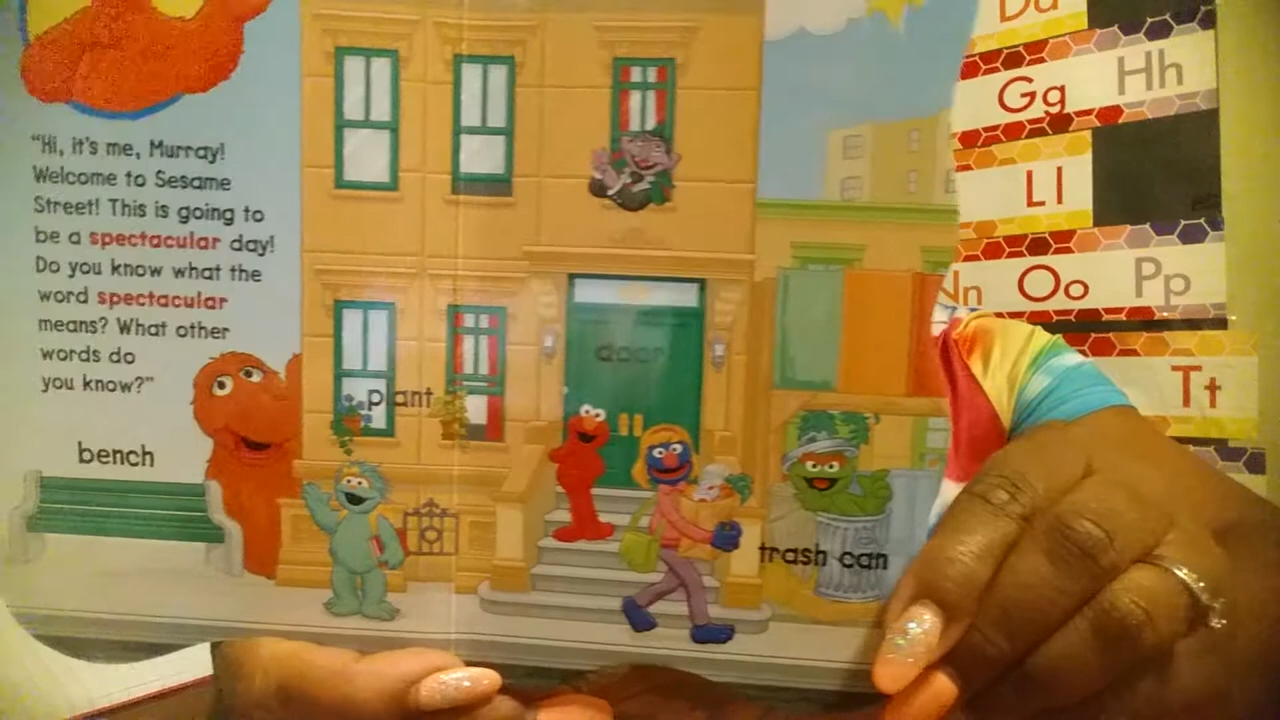 "Hi, it's me, Murray!
Welcome to Sesame
Street! This is going to
be a spectacular day!
Do you know what the
word spectacular
means? What other
words do
you know?"
bench
plant
door
trash can
Gg Hh
Ll
Nn Oo Pp
Tt